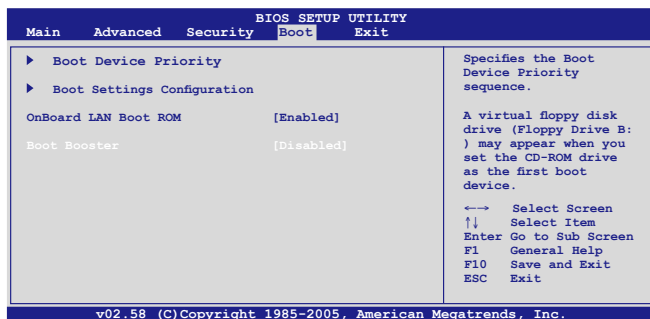 BIOS SETUP UTILITY
Main Advanced Security Boot Exit
Boot Device Priority
Boot Settings Configuration
OnBoard LAN Boot ROM [Enabled]
Boot Booster [Disabled]
Specifies the Boot
Device Priority
sequence.
A virtual floppy disk
drive (Floppy Drive B:
) may appear when you
set the CD-ROM drive
as the first boot
device.
←→ Select Screen
↑↓ Select Item
Enter Go to Sub Screen
F1 General Help
F10 Save and Exit
ESC Exit
v02.58 (C)Copyright 1985-2005, American Megatrends, Inc.